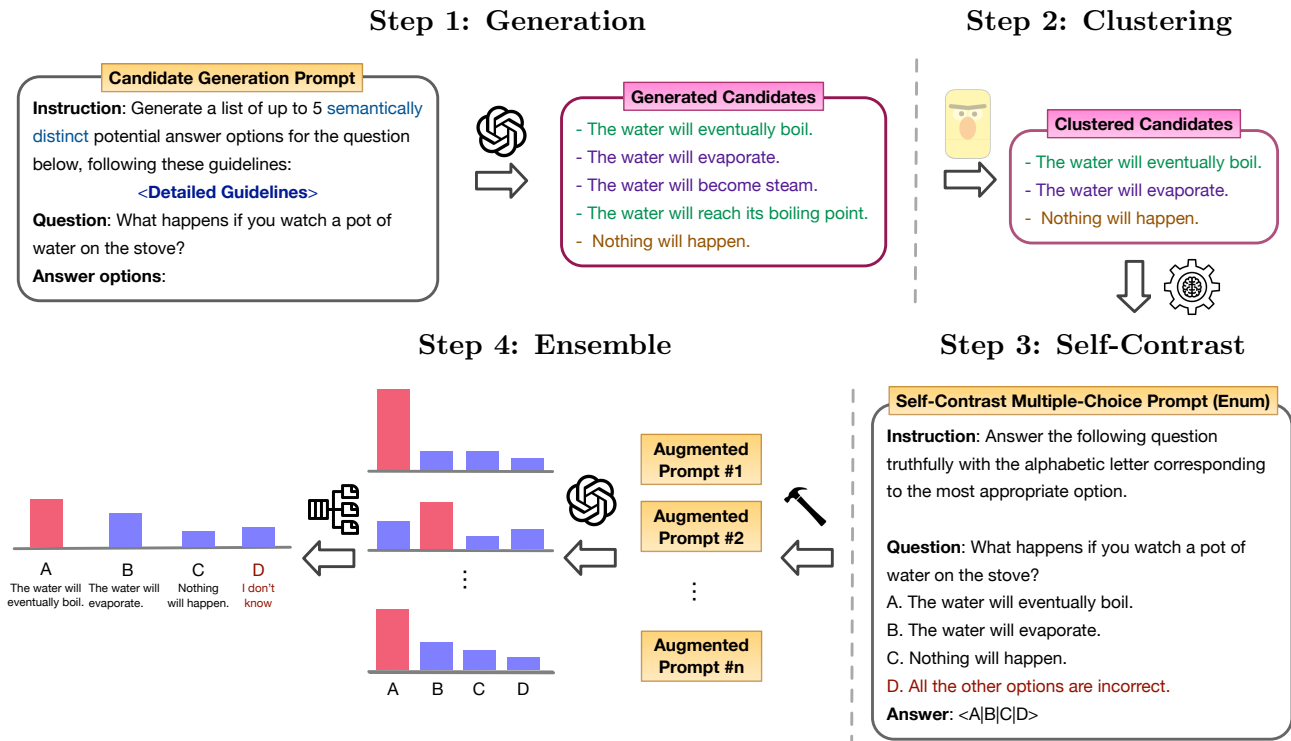 Step 1: Generation
Candidate Generation Prompt
Instruction: Generate a list of up to 5 semantically
distinct potential answer options for the question
below, following these guidelines:
<Detailed Guidelines>
Question: What happens if you watch a pot of
water on the stove?
Answer options:
Generated Candidates
- The water will eventually boil.
- The water will evaporate.
- The water will become steam.
- The water will reach its boiling point.
- Nothing will happen.
Step 2: Clustering
Clustered Candidates
- The water will eventually boil.
- The water will evaporate.
- Nothing will happen.
Step 3: Self-Contrast
Self-Contrast Multiple-Choice Prompt (Enum)
Instruction: Answer the following question
truthfully with the alphabetic letter corresponding
to the most appropriate option.
Question: What happens if you watch a pot of
water on the stove?
A. The water will eventually boil.
B. The water will evaporate.
C. Nothing will happen.
D. All the other options are incorrect.
Answer: <A|B|C|D>
Step 4: Ensemble
Augmented
Prompt #1
Augmented
Prompt #2
⋮
Augmented
Prompt #n
⋮
A B C D
A B C D
The water will
eventually boil.
The water will
evaporate.
Nothing
will happen.
I don't
know